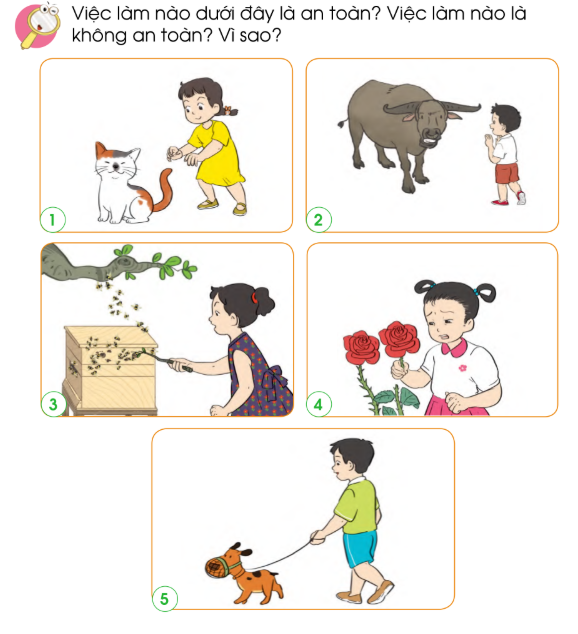 Việc làm nào dưới đây là an toàn? Việc làm nào là
không an toàn? Vì sao?
1
2
3
4
5